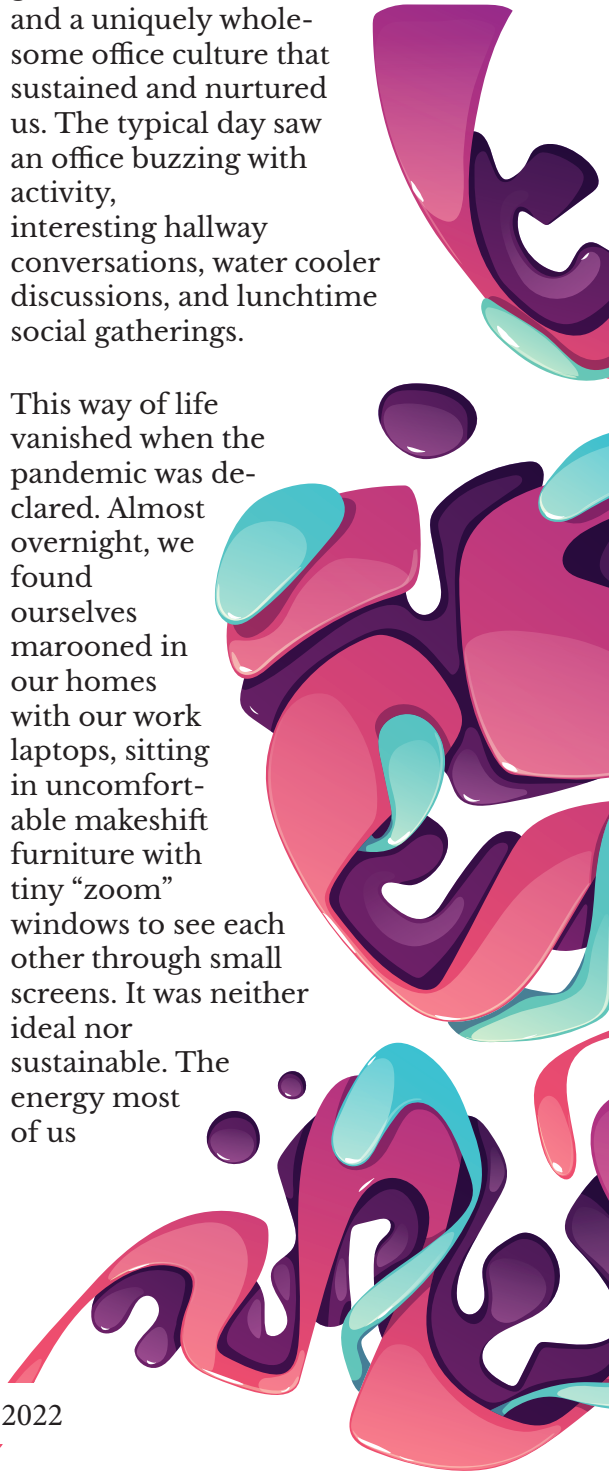 and a uniquely whole-
some office culture that
sustained and nurtured
us. The typical day saw
an office buzzing with
activity,
interesting hallway
conversations, water cooler
discussions, and lunchtime
social gatherings.
This way of life
vanished when the
pandemic was de-
clared. Almost
overnight, we
found
ourselves
marooned in
our homes
with our work
laptops, sitting
in uncomfort-
able makeshift
furniture with
tiny “zoom”
windows to see each
other through small
screens. It was neither
ideal nor
sustainable. The
energy most
of us
2022